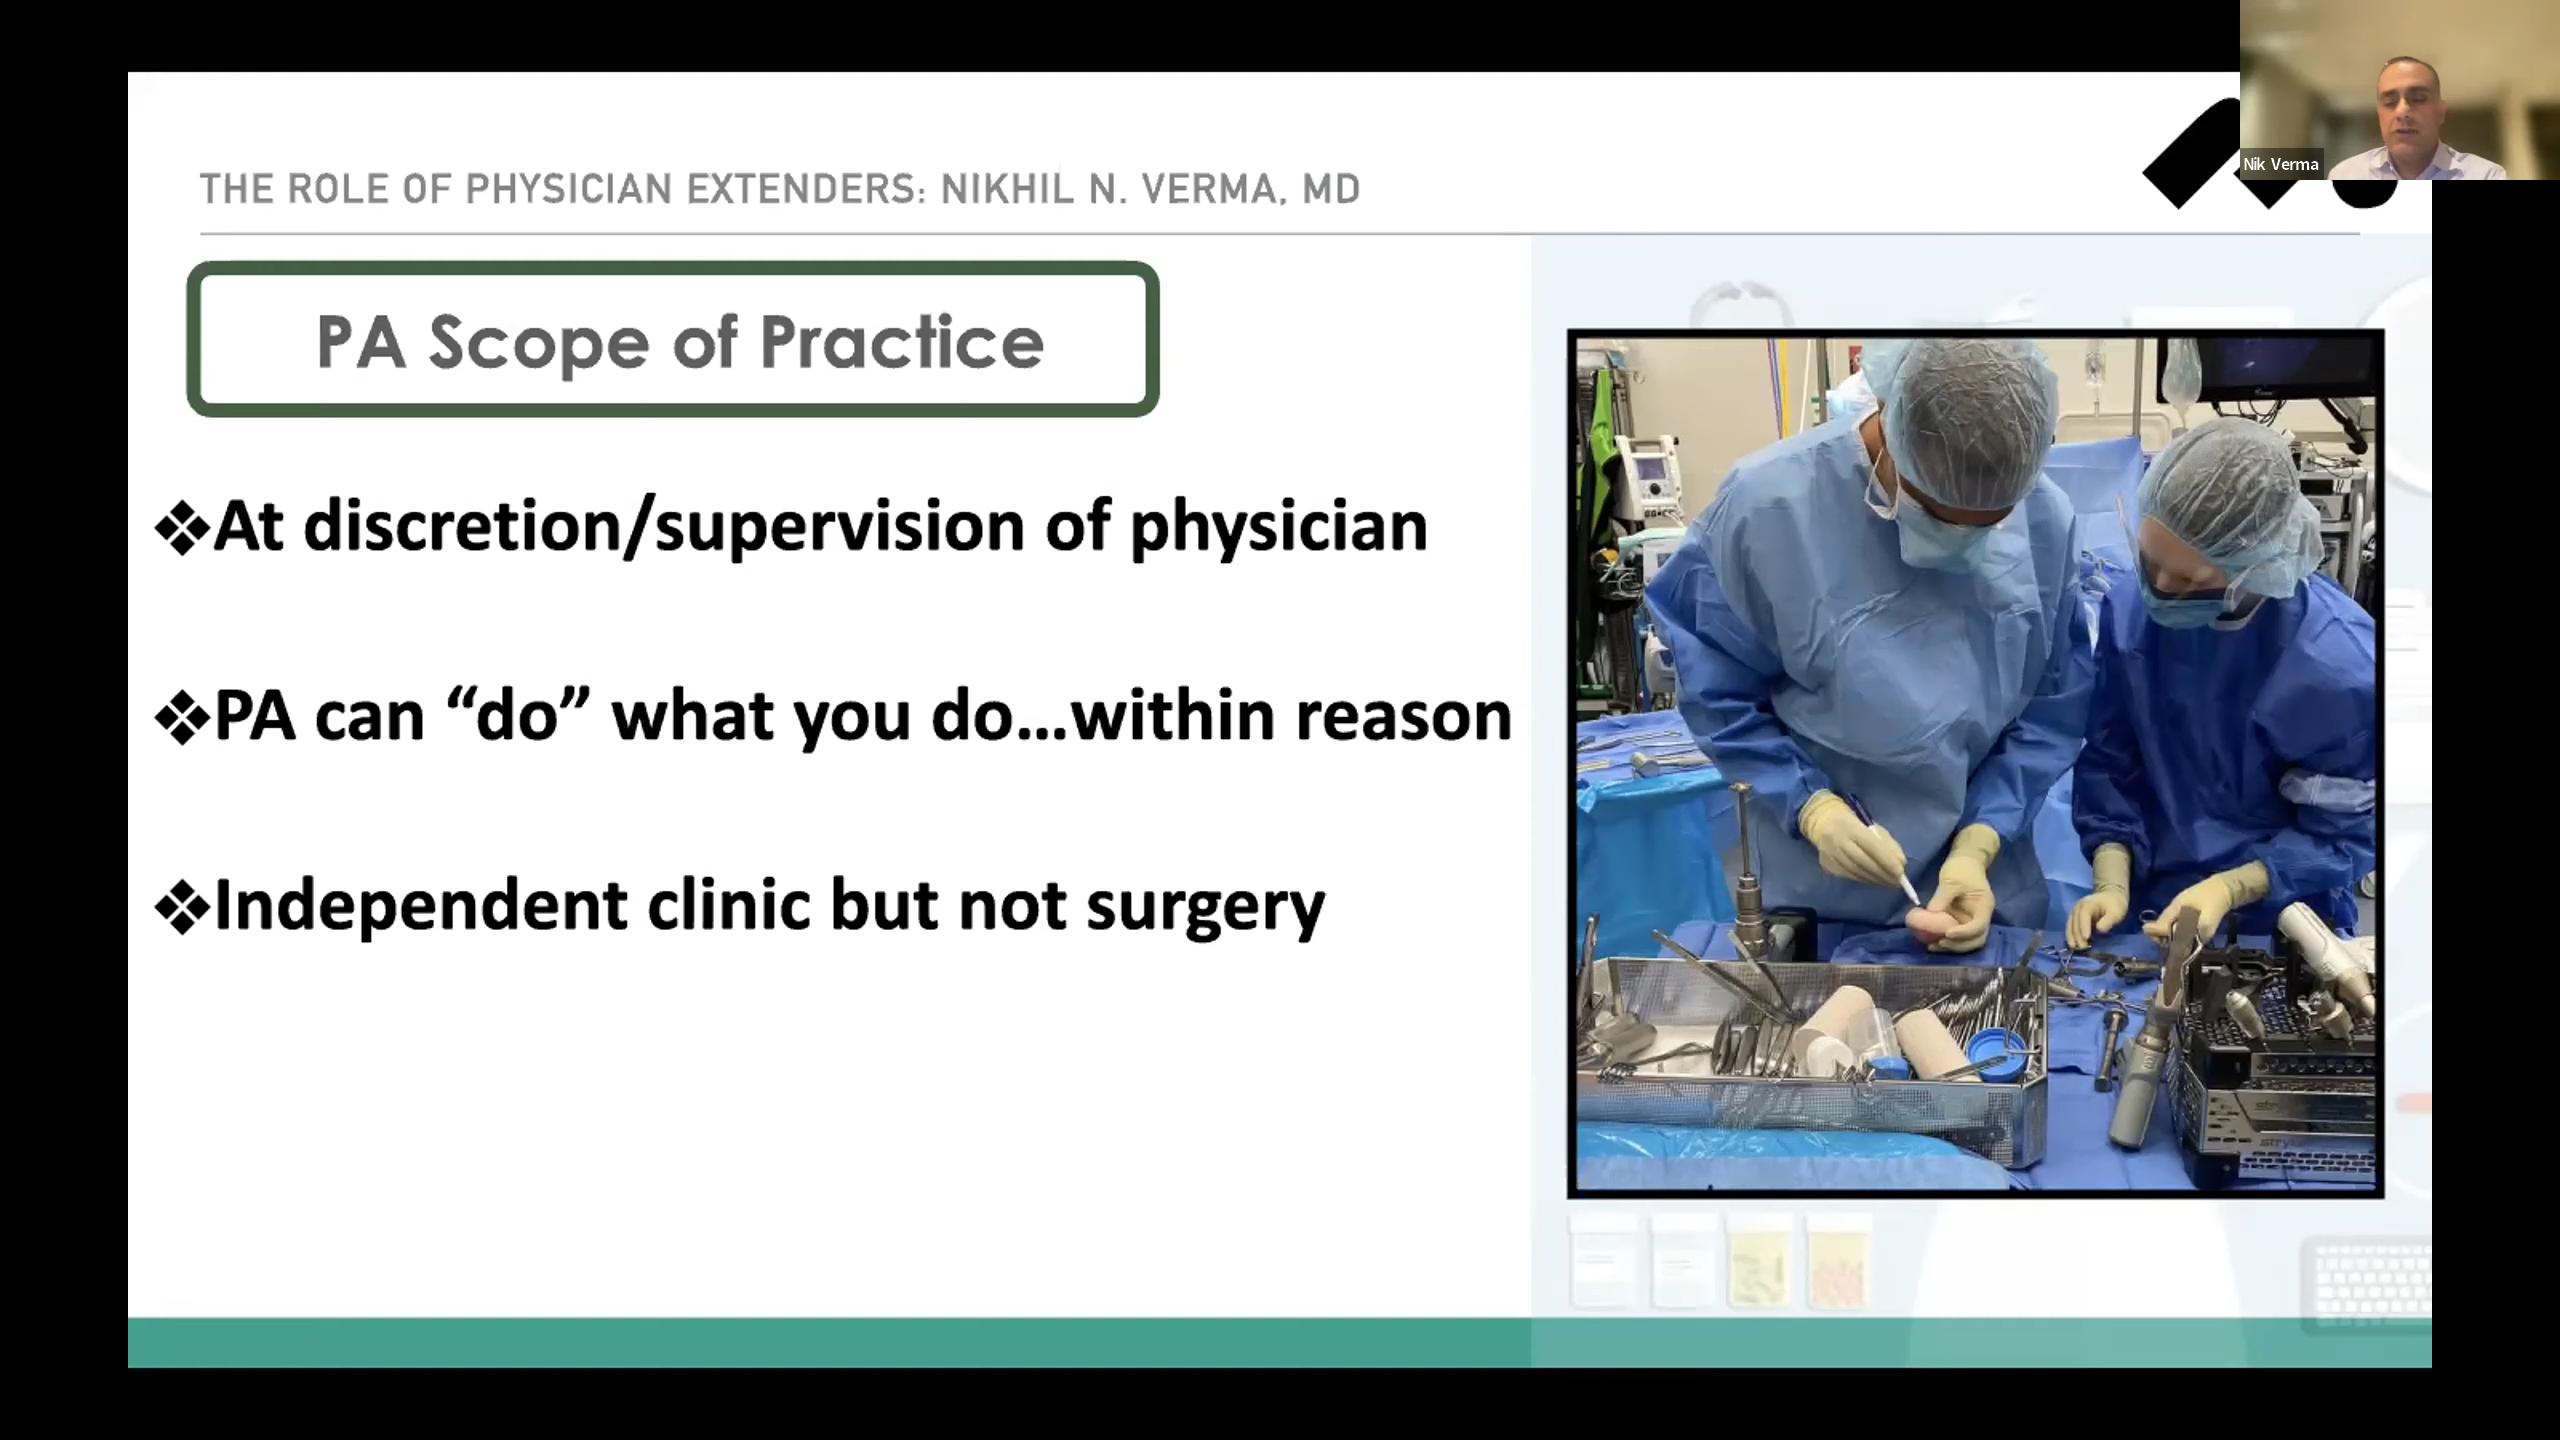 THE ROLE OF PHYSICIAN EXTENDERS: NIKHIL N. VERMA, MD
Nik Verma
PA Scope of Practice
❖At discretion/supervision of physician
❖PA can “do” what you do...within reason
❖Independent clinic but not surgery